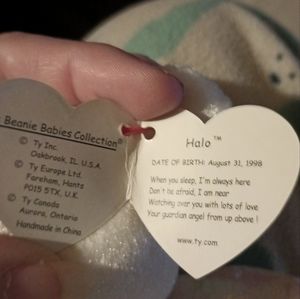 Beanie Babies Collection®
© Ty Inc.
Oakbrook, IL. U.S.A.
© Ty Europe Ltd.
Fareham, Hants
PO15 5TX, U.K.
© Ty Canada
Aurora, Ontario
Handmade in China
Halo™
DATE OF BIRTH: August 31, 1998
When you sleep, I'm always here
Don't be afraid, I am near
Watching over you with lots of love
Your guardian angel from up above !
www.ty.com